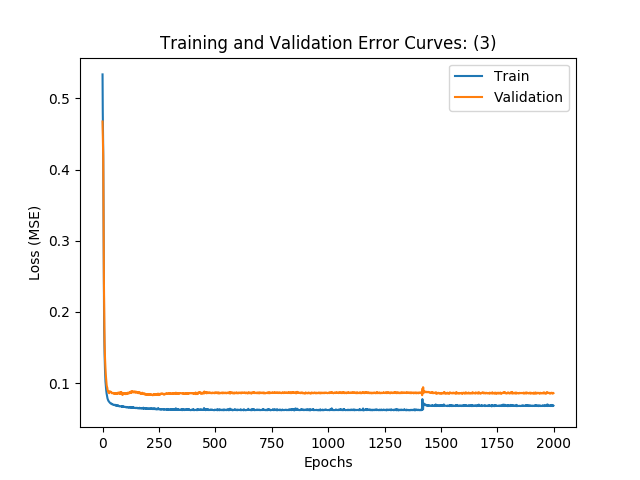 Training and Validation Error Curves: (3)
Train
Validation
0.5
0.4
0.3
0.2
0.1
Loss (MSE)
0
250
500
750
1000
1250
1500
1750
2000
Epochs